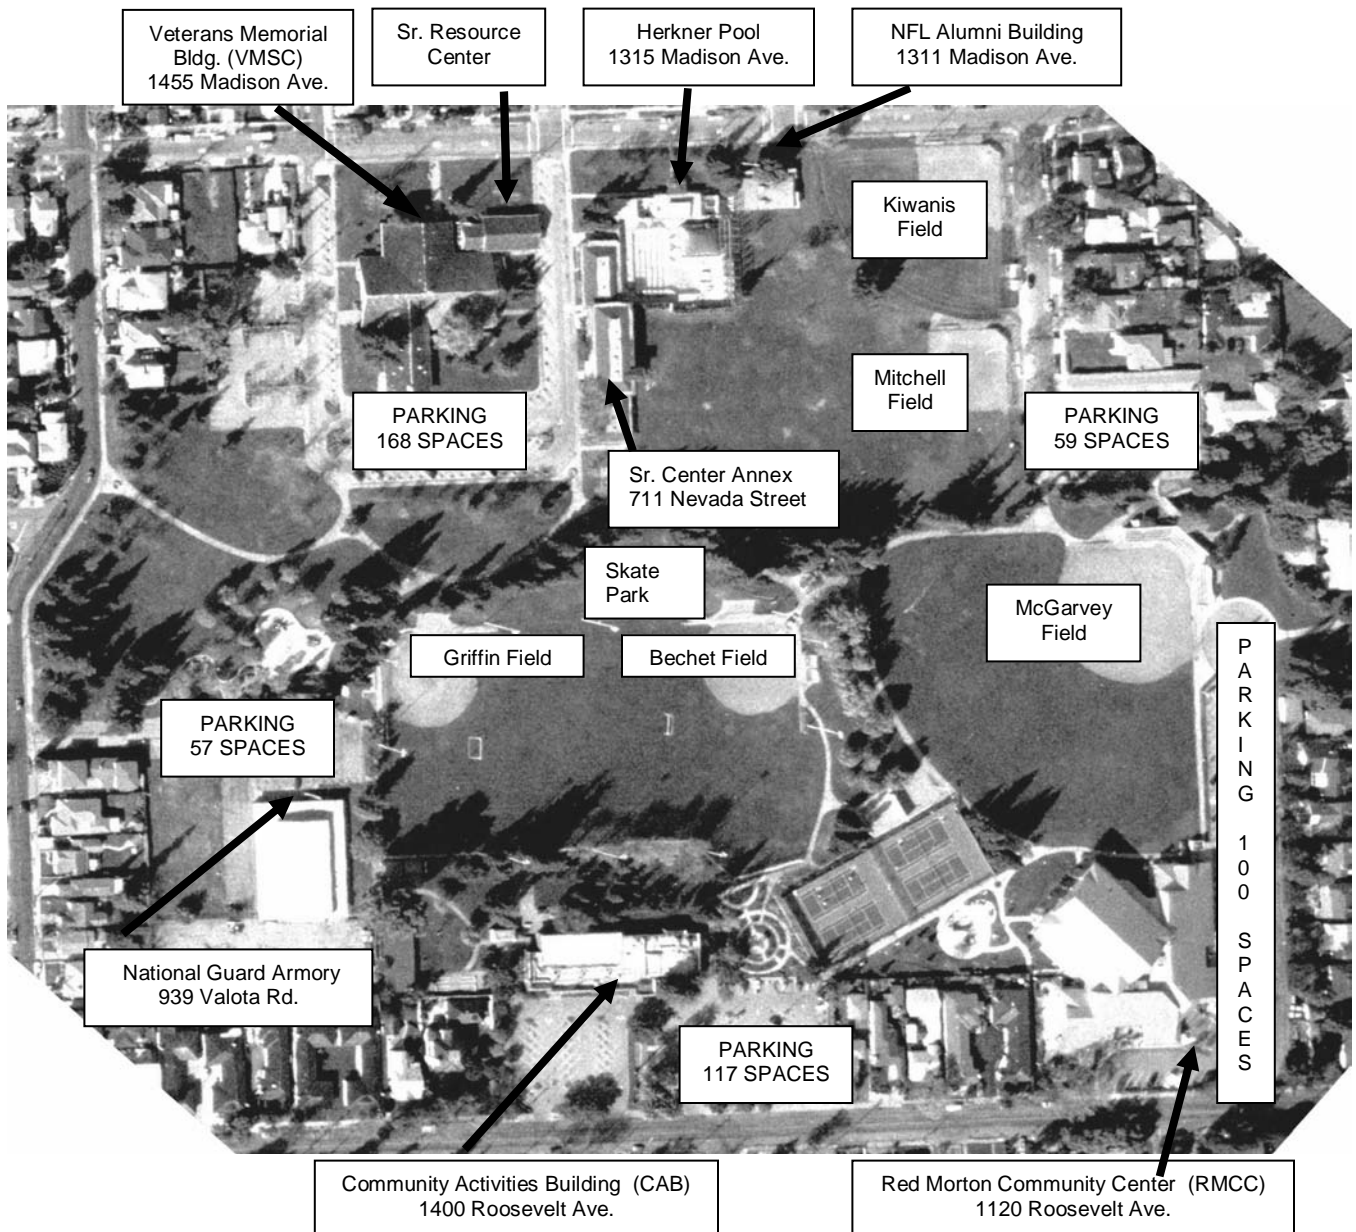 Veterans Memorial
Bldg. (VMSC)
1455 Madison Ave.
Sr. Resource
Center
Herkner Pool
1315 Madison Ave.
NFL Alumni Building
1311 Madison Ave.
Kiwanis
Field
Mitchell
Field
PARKING
168 SPACES
PARKING
59 SPACES
Sr. Center Annex
711 Nevada Street
Skate
Park
McGarvey
Field
Griffin Field
Bechet Field
PARKING
57 SPACES
PARKING 100 SPACES
National Guard Armory
939 Valota Rd.
PARKING
117 SPACES
Community Activities Building (CAB)
1400 Roosevelt Ave.
Red Morton Community Center (RMCC)
1120 Roosevelt Ave.